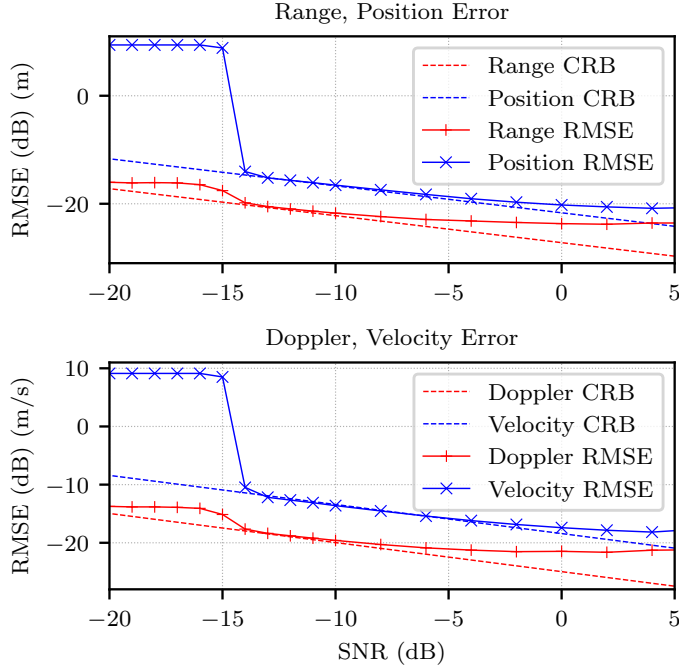 Range, Position Error
RMSE (dB) (m)
0
−20
−20
−15
−10
−5
0
5
Range CRB
Position CRB
Range RMSE
Position RMSE
Doppler, Velocity Error
RMSE (dB) (m/s)
10
0
−10
−20
−20
−15
−10
−5
0
5
Doppler CRB
Velocity CRB
Doppler RMSE
Velocity RMSE
SNR (dB)